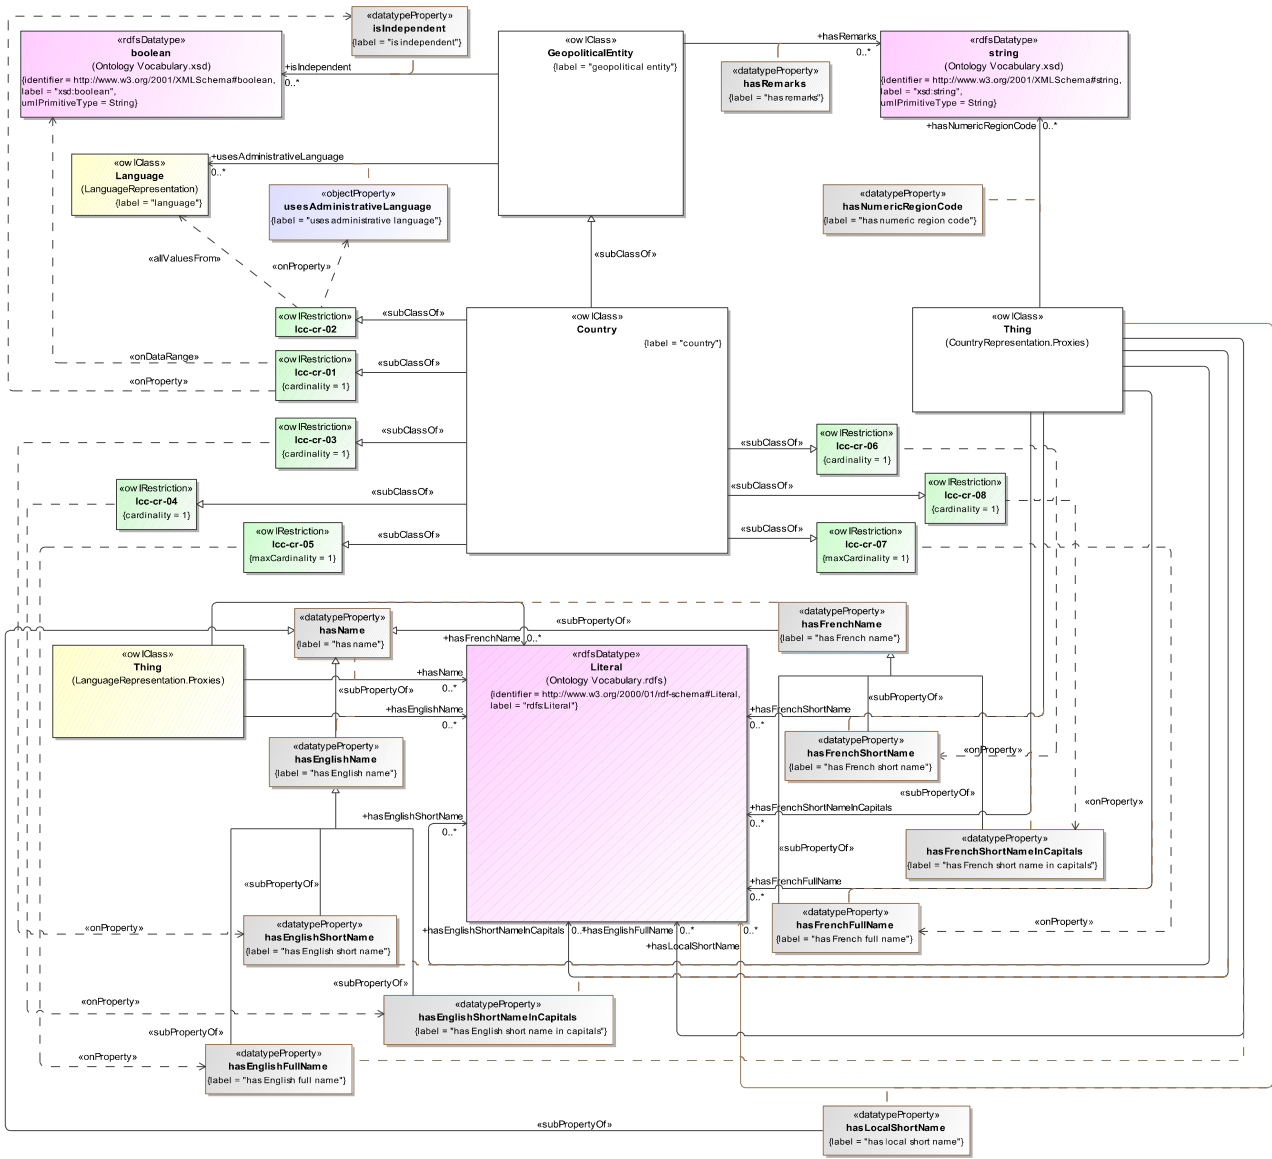 «datatypeProperty»
isIndependent
{label = "is independent"}
«rdfsDatatype»
boolean
(Ontology Vocabulary.xsd)
{identifier = http://www.w3.org/2001/XMLSchema#boolean,
label = "xsd:boolean",
umlPrimitiveType = String}
+isIndependent
0..*
«owlClass»
GeopoliticalEntity
{label = "geopolitical entity"}
+hasRemarks
0..*
«datatypeProperty»
hasRemarks
{label = "has remarks"}
«rdfsDatatype»
string
(Ontology Vocabulary.xsd)
{identifier = http://www.w3.org/2001/XMLSchema#string,
label = "xsd:string",
umlPrimitiveType = String}
+hasNumericRegionCode
0..*
«owlClass»
Language
(LanguageRepresentation)
{label = "language"}
+usesAdministrativeLanguage
0..*
«objectProperty»
usesAdministrativeLanguage
{label = "uses administrative language"}
«datatypeProperty»
hasNumericRegionCode
{label = "has numeric region code"}
«allValuesFrom»
«onProperty»
«subClassOf»
«owlRestriction»
lcc-cr-02
«subClassOf»
«owlClass»
Country
{label = "country"}
«owlClass»
Thing
(CountryRepresentation.Proxies)
«onDataRange»
«onProperty»
«owlRestriction»
lcc-cr-01
{cardinality = 1}
«subClassOf»
«owlRestriction»
lcc-cr-03
{cardinality = 1}
«subClassOf»
«subClassOf»
«owlRestriction»
lcc-cr-06
{cardinality = 1}
«owlRestriction»
lcc-cr-04
{cardinality = 1}
«subClassOf»
«subClassOf»
«owlRestriction»
lcc-cr-08
{cardinality = 1}
«owlRestriction»
lcc-cr-05
{maxCardinality = 1}
«subClassOf»
«subClassOf»
«owlRestriction»
lcc-cr-07
{maxCardinality = 1}
«datatypeProperty»
hasName
{label = "has name"}
«subPropertyOf»
«datatypeProperty»
hasFrenchName
{label = "has French name"}
+hasFrenchName
0..*
«owlClass»
Thing
(LanguageRepresentation.Proxies)
+hasName
0..*
«subPropertyOf»
+hasEnglishName
0..*
«rdfsDatatype»
Literal
(Ontology Vocabulary.rdfs)
{identifier = http://www.w3.org/2000/01/rdf-schema#Literal,
label = "rdfs:Literal"}
«subPropertyOf»
+hasFrenchShortName
0..*
«datatypeProperty»
hasEnglishName
{label = "has English name"}
«datatypeProperty»
hasFrenchShortName
{label = "has French short name"}
«onProperty»
«subPropertyOf»
«onProperty»
+hasEnglishShortName
0..*
+hasFrenchShortNameInCapitals
0..*
«datatypeProperty»
hasFrenchShortNameInCapitals
{label = "has French short name in capitals"}
«subPropertyOf»
«subPropertyOf»
+hasFrenchFullName
0..*
«datatypeProperty»
hasFrenchFullName
{label = "has French full name"}
«onProperty»
«onProperty»
«datatypeProperty»
hasEnglishShortName
{label = "has English short name"}
+hasEnglishShortNameInCapitals
0..*
+hasEnglishFullName
0..*
+hasLocalShortName
0..*
«subPropertyOf»
«onProperty»
«datatypeProperty»
hasEnglishShortNameInCapitals
{label = "has English short name in capitals"}
«subPropertyOf»
«onProperty»
«datatypeProperty»
hasEnglishFullName
{label = "has English full name"}
«subPropertyOf»
«datatypeProperty»
hasLocalShortName
{label = "has local short name"}